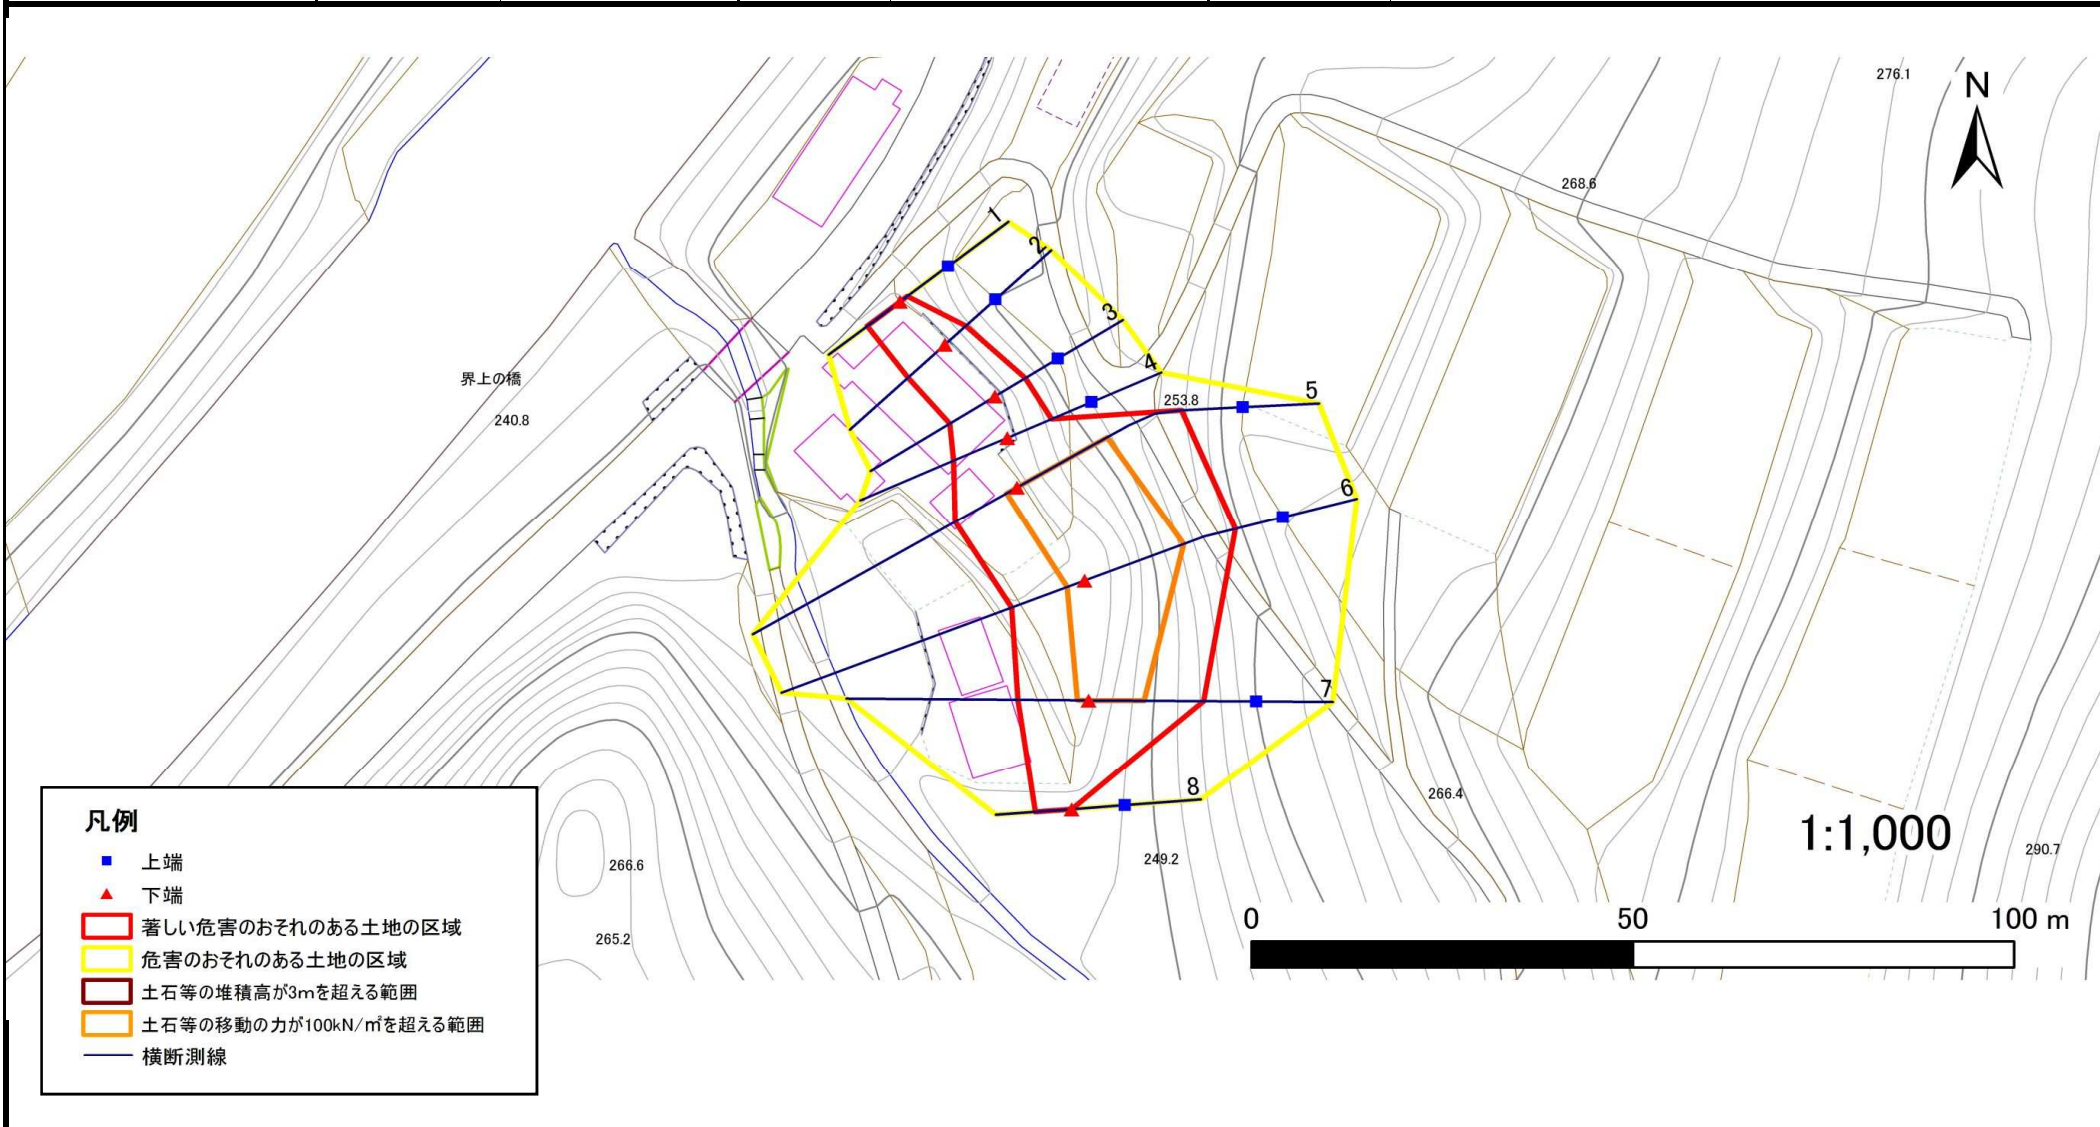 276.1
N
268.6
1
2
3
4
5
253.8
界上の橋
240.8
6
7
8
249.2
266.4
1:1,000
290.7
0 50 100 m
凡例
上端
下端
著しい危害のおそれのある土地の区域
危害のおそれのある土地の区域
土石等の堆積高が3mを超える範囲
土石等の移動の力が100kN/㎡を超える範囲
横断測線
266.6
265.2